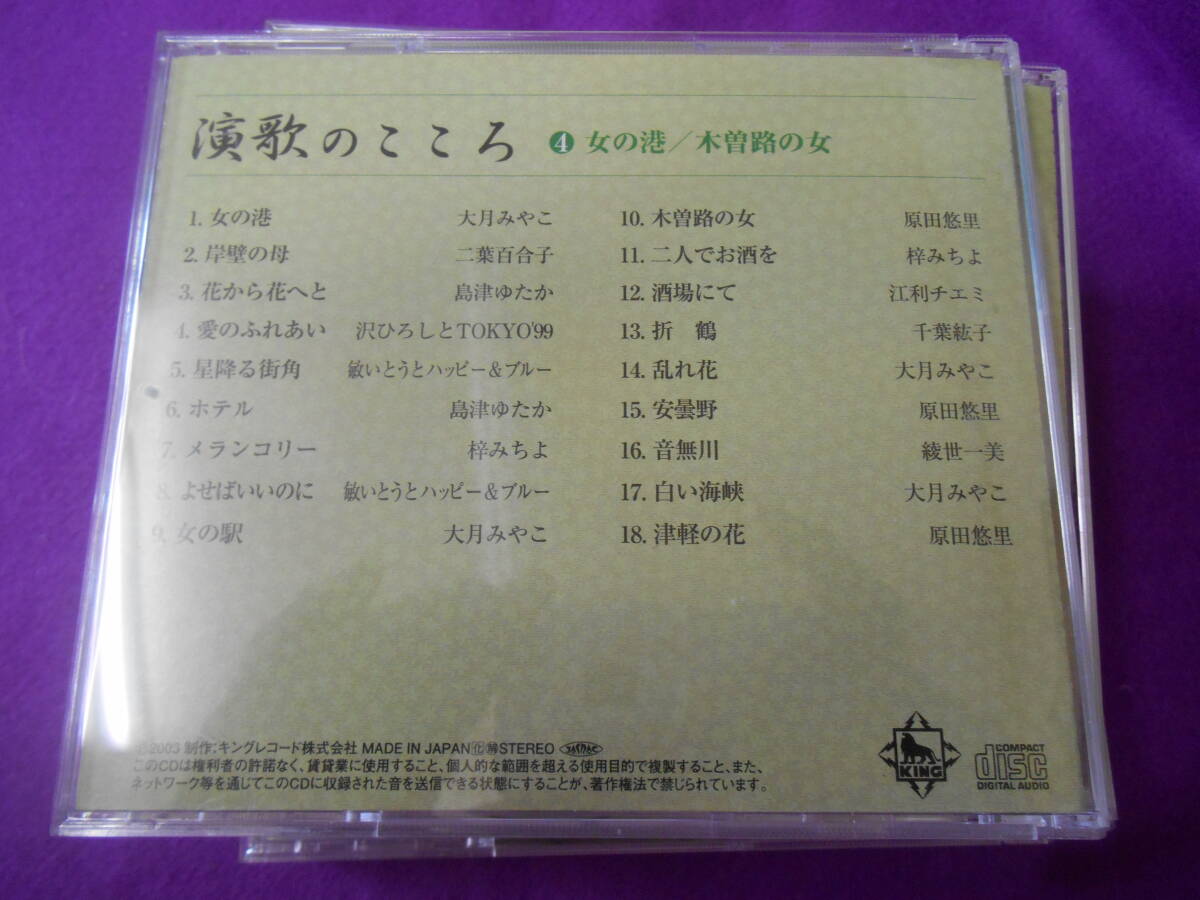 演歌のこころ ❹ 女の港／木曽路の女
1. 女の港 大月みやこ
2. 岸壁の母 二葉百合子
3. 花から花へと 島津ゆたか
4. 愛のふれあい 沢ひろしとTOKYO'99
5. 星降る街角 敏いとうとハッピー＆ブルー
6. ホテル 島津ゆたか
7. メランコリー 梓みちよ
8. よせばいいのに 敏いとうとハッピー＆ブルー
9. 女の駅 大月みやこ
10. 木曽路の女 原田悠里
11. 二人でお酒を 梓みちよ
12. 酒場にて 江利チエミ
13. 折 鶴 千葉紘子
14. 乱れ花 大月みやこ
15. 安曇野 原田悠里
16. 音無川 綾世一美
17. 白い海峡 大月みやこ
18. 津軽の花 原田悠里
2003 制作:キングレコード株式会社 MADE IN JAPAN STEREO JASRAC
このCDは権利者の許諾なく、賃貸業に使用すること、個人的な範囲を超える使用目的で複製すること、また、
ネットワーク等を通じてこのCDに収録された音を送信できる状態にすることが、著作権法で禁じられています。
KING
COMPACT
disc
DIGITAL AUDIO